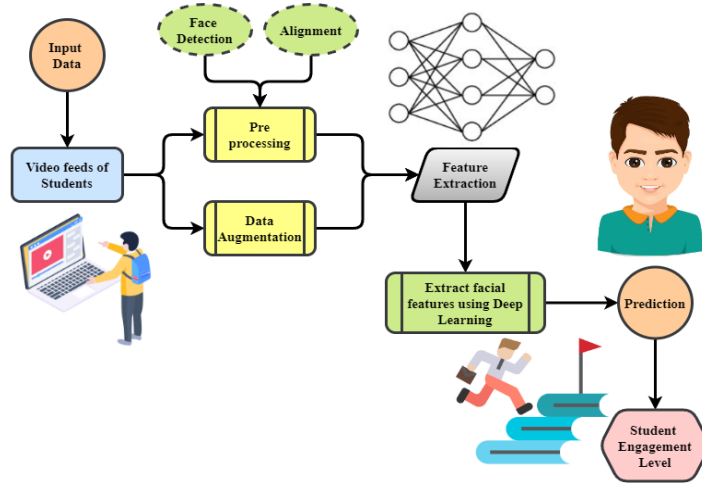 Face
Detection
Alignment
Input
Data
Pre
processing
Video feeds of
Students
Feature
Extraction
Data
Augmentation
Extract facial
features using Deep
Learning
Prediction
Student
Engagement
Level